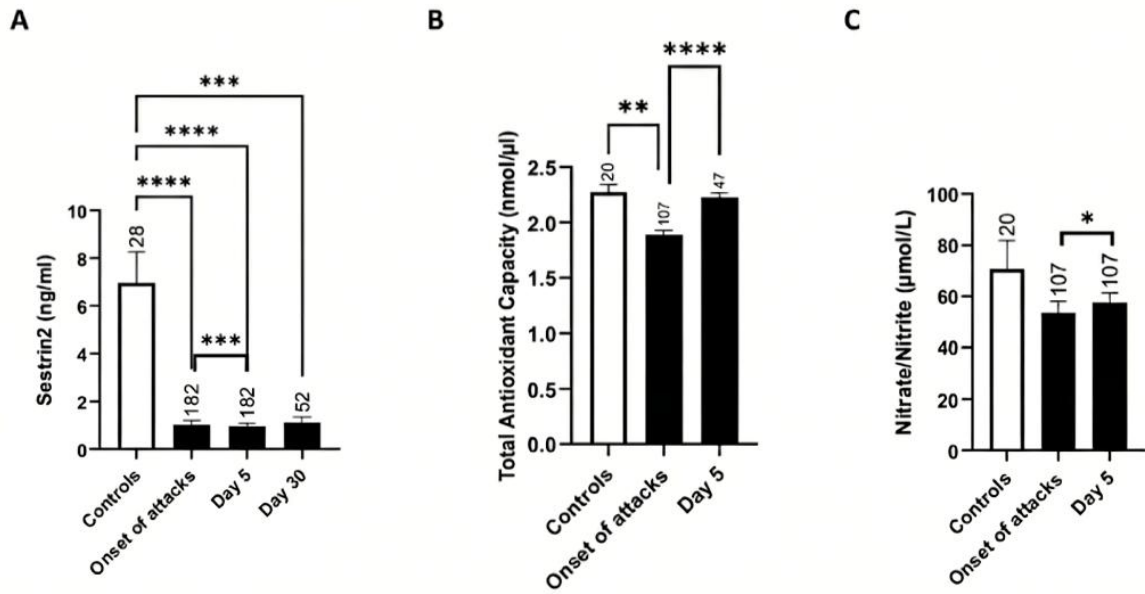 A
***
****
****
***
Sestrin2 (ng/ml)
10
8
6
4
2
0
28
182
182
52
Controls
Onset of attacks
Day 5
Day 30
B
****
**
Total Antioxidant Capacity (nmol/µl)
2.5
2.0
1.5
1.0
0.5
0.0
20
107
47
Controls
Onset of attacks
Day 5
C
*
Nitrate/Nitrite (µmol/L)
100
80
60
40
20
0
20
107
107
Controls
Onset of attacks
Day 5